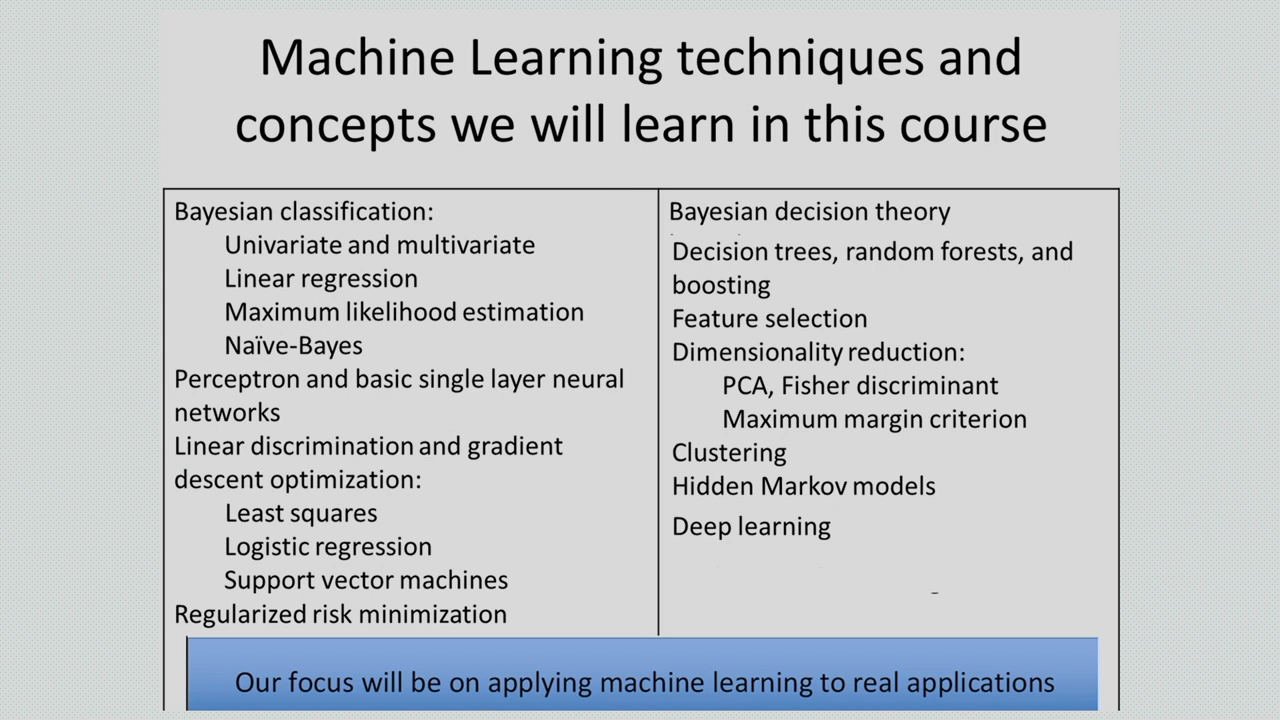 Machine Learning techniques and
concepts we will learn in this course
Bayesian classification:
Univariate and multivariate
Linear regression
Maximum likelihood estimation
Naïve-Bayes
Perceptron and basic single layer neural
networks
Linear discrimination and gradient
descent optimization:
Least squares
Logistic regression
Support vector machines
Regularized risk minimization
Bayesian decision theory
Decision trees, random forests, and
boosting
Feature selection
Dimensionality reduction:
PCA, Fisher discriminant
Maximum margin criterion
Clustering
Hidden Markov models
Deep learning
Our focus will be on applying machine learning to real applications